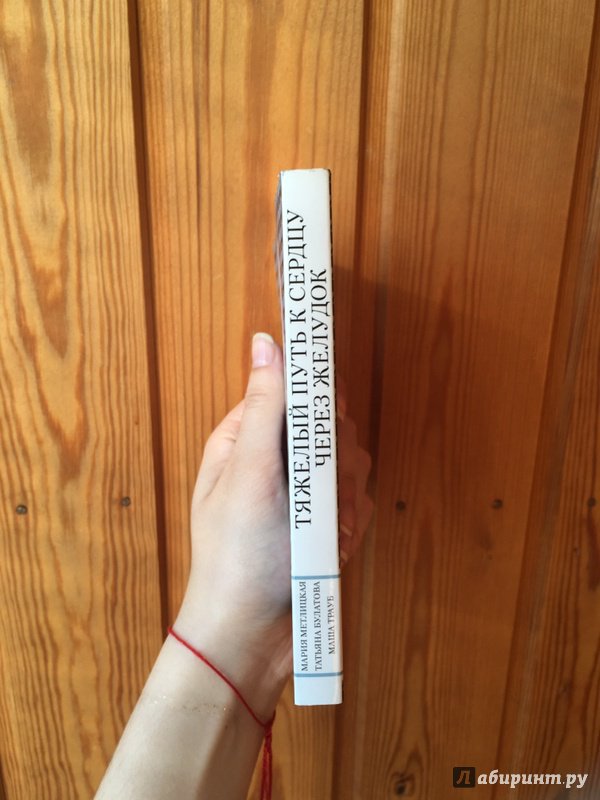 ТЯЖЕЛЫЙ ПУТЬ К СЕРДЦУ
ЧЕРЕЗ ЖЕЛУДОК
МАРИЯ МЕТЛИЦКАЯ
ТАТЬЯНА БУЛАТОВА
МАША ТРАУБ
Лабиринт.ру